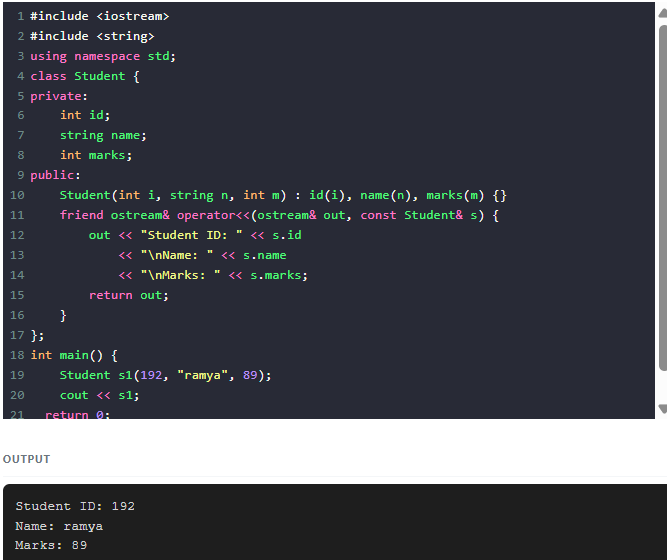 1 #include <iostream>
2 #include <string>
3 using namespace std;
4 class Student {
5 private:
6     int id;
7     string name;
8     int marks;
9 public:
10     Student(int i, string n, int m) : id(i), name(n), marks(m) {}
11     friend ostream& operator<<(ostream& out, const Student& s) {
12         out << "Student ID: " << s.id
13             << "\nName: " << s.name
14             << "\nMarks: " << s.marks;
15         return out;
16     }
17 };
18 int main() {
19     Student s1(192, "ramya", 89);
20     cout << s1;
21   return 0;
OUTPUT
Student ID: 192
Name: ramya
Marks: 89